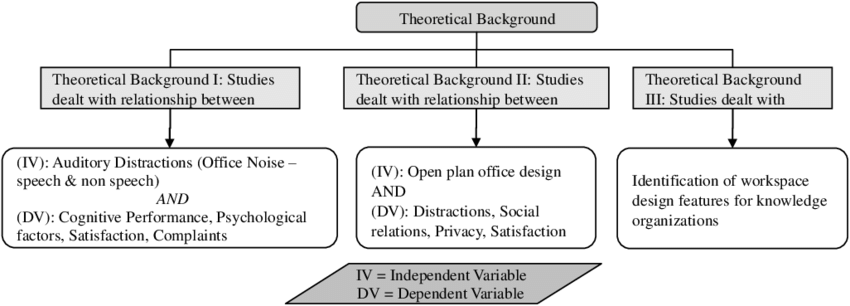 Theoretical Background
Theoretical Background I: Studies
dealt with relationship between
Theoretical Background II: Studies
dealt with relationship between
Theoretical Background
III: Studies dealt with
(IV): Auditory Distractions (Office Noise –
speech & non speech)
AND
(DV): Cognitive Performance, Psychological
factors, Satisfaction, Complaints
(IV): Open plan office design
AND
(DV): Distractions, Social
relations, Privacy, Satisfaction
Identification of workspace
design features for knowledge
organizations
IV = Independent Variable
DV = Dependent Variable